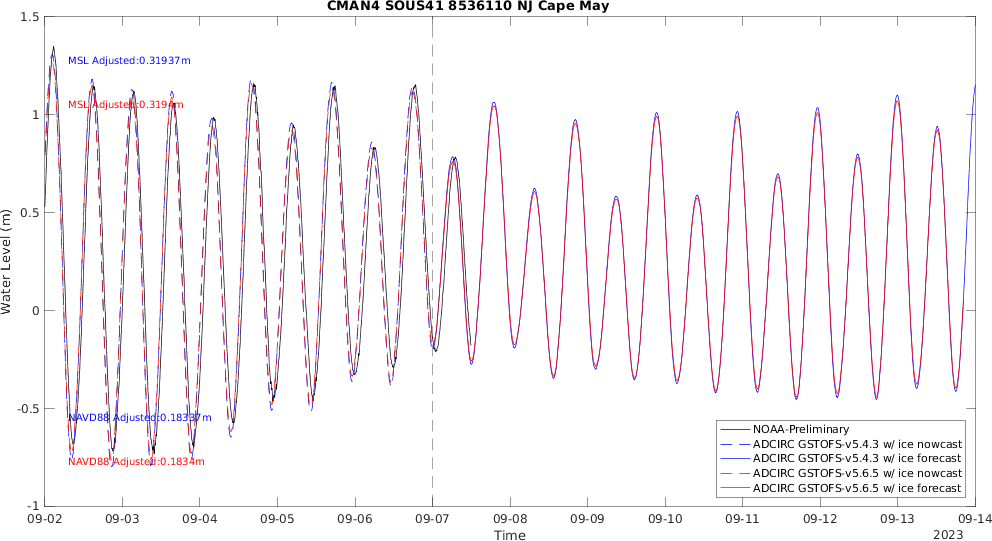 CMAN4 SOUS41 8536110 NJ Cape May
1.5
1
0.5
0
-0.5
-1
Water Level (m)
MSL Adjusted:0.31937m
MSL Adjusted:0.3194m
NAVD88 Adjusted:0.18337m
NAVD88 Adjusted:0.1834m
NOAA-Preliminary
ADCIRC GSTOFS-v5.4.3 w/ ice nowcast
ADCIRC GSTOFS-v5.4.3 w/ ice forecast
ADCIRC GSTOFS-v5.6.5 w/ ice nowcast
ADCIRC GSTOFS-v5.6.5 w/ ice forecast
09-02 09-03 09-04 09-05 09-06 09-07 09-08 09-09 09-10 09-11 09-12 09-13 09-14
Time
2023